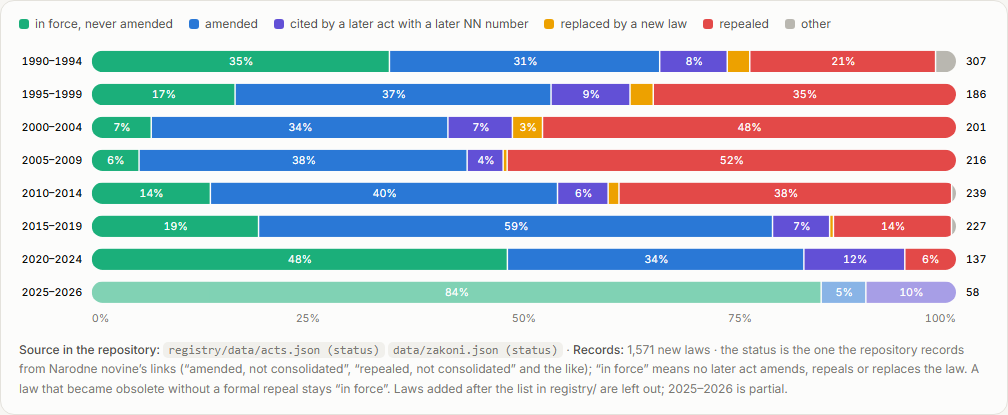 in force, never amended amended cited by a later act with a later NN number replaced by a new law repealed other
1990–1994 35% 31% 8% 21% 307
1995–1999 17% 37% 9% 35% 186
2000–2004 7% 34% 7% 3% 48% 201
2005–2009 6% 38% 4% 52% 216
2010–2014 14% 40% 6% 38% 239
2015–2019 19% 59% 7% 14% 227
2020–2024 48% 34% 12% 6% 137
2025–2026 84% 5% 10% 58
0% 25% 50% 75% 100%
Source in the repository: registry/data/acts.json (status) data/zakoni.json (status) · Records: 1,571 new laws · the status is the one the repository records
from Narodne novine’s links (“amended, not consolidated”, “repealed, not consolidated” and the like); “in force” means no later act amends, repeals or replaces the law. A
law that became obsolete without a formal repeal stays “in force”. Laws added after the list in registry/ are left out; 2025–2026 is partial.